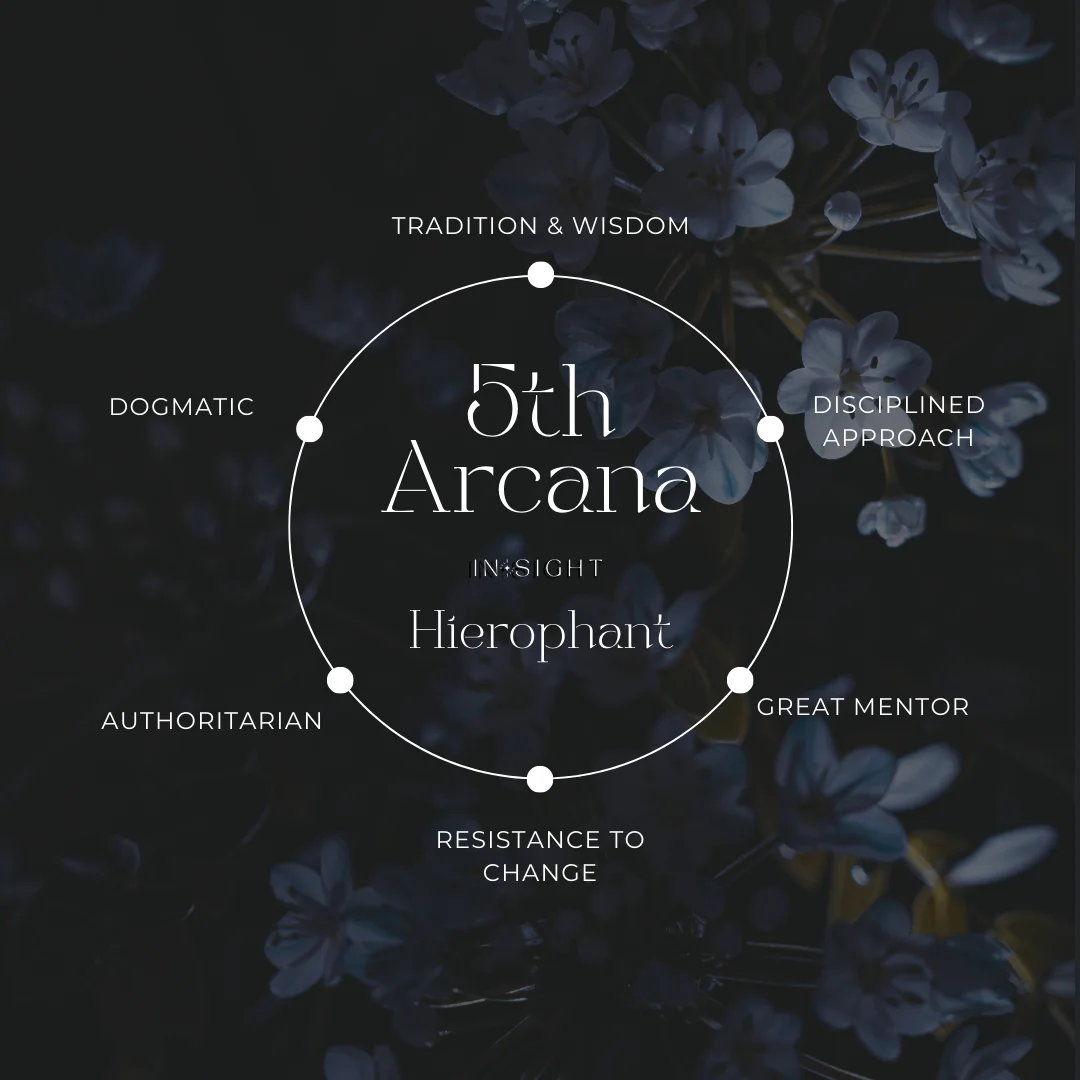 TRADITION & WISDOM
5th
Arcana
IN✦SIGHT
Hierophant
DOGMATIC
DISCIPLINED
APPROACH
AUTHORITARIAN
GREAT MENTOR
RESISTANCE TO
CHANGE